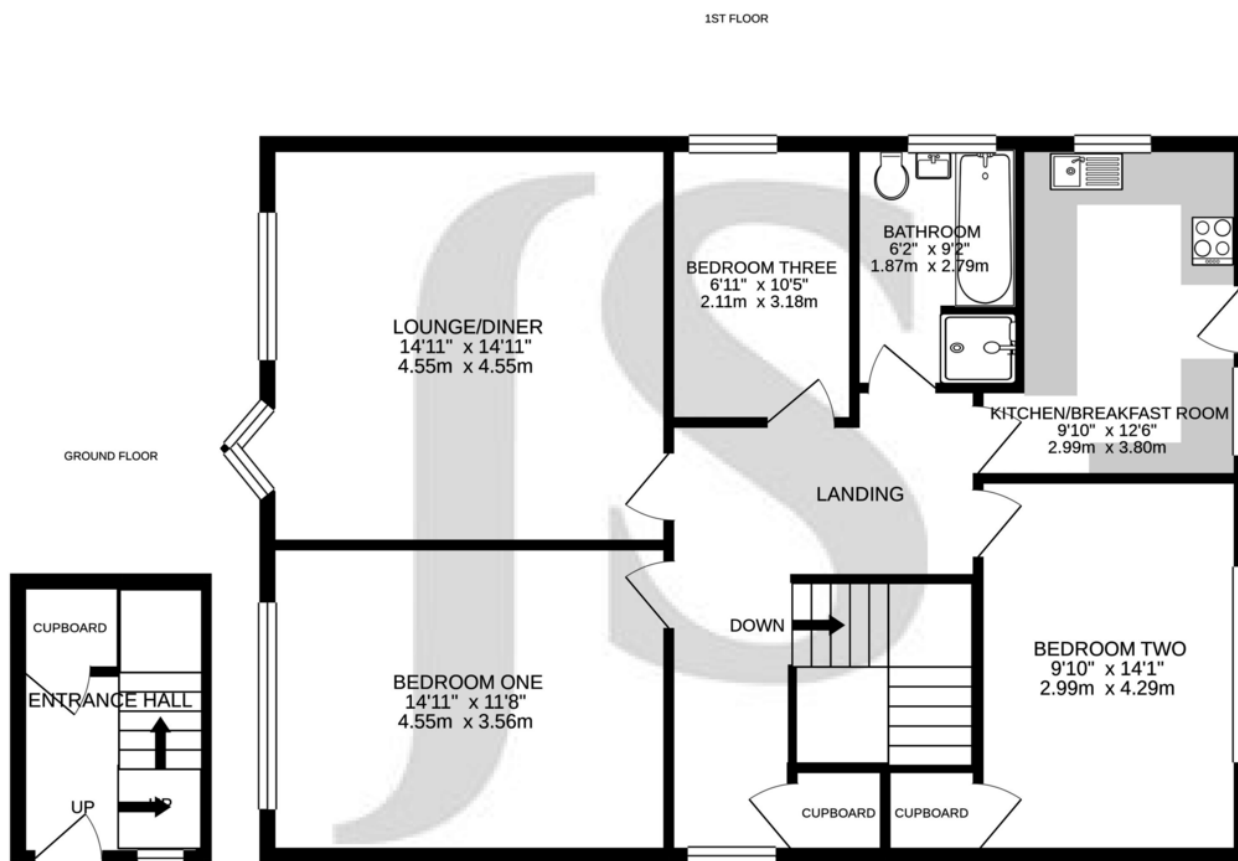 1ST FLOOR
LOUNGE/DINER
14'11" x 14'11"
4.55m x 4.55m
BEDROOM THREE
6'11" x 10'5"
2.11m x 3.18m
BATHROOM
6'2" x 9'2"
1.87m x 2.79m
KITCHEN/BREAKFAST ROOM
9'10" x 12'6"
2.99m x 3.80m
LANDING
DOWN
BEDROOM ONE
14'11" x 11'8"
4.55m x 3.56m
BEDROOM TWO
9'10" x 14'1"
2.99m x 4.29m
CUPBOARD
CUPBOARD
GROUND FLOOR
CUPBOARD
ENTRANCE HALL
UP
UP
JS